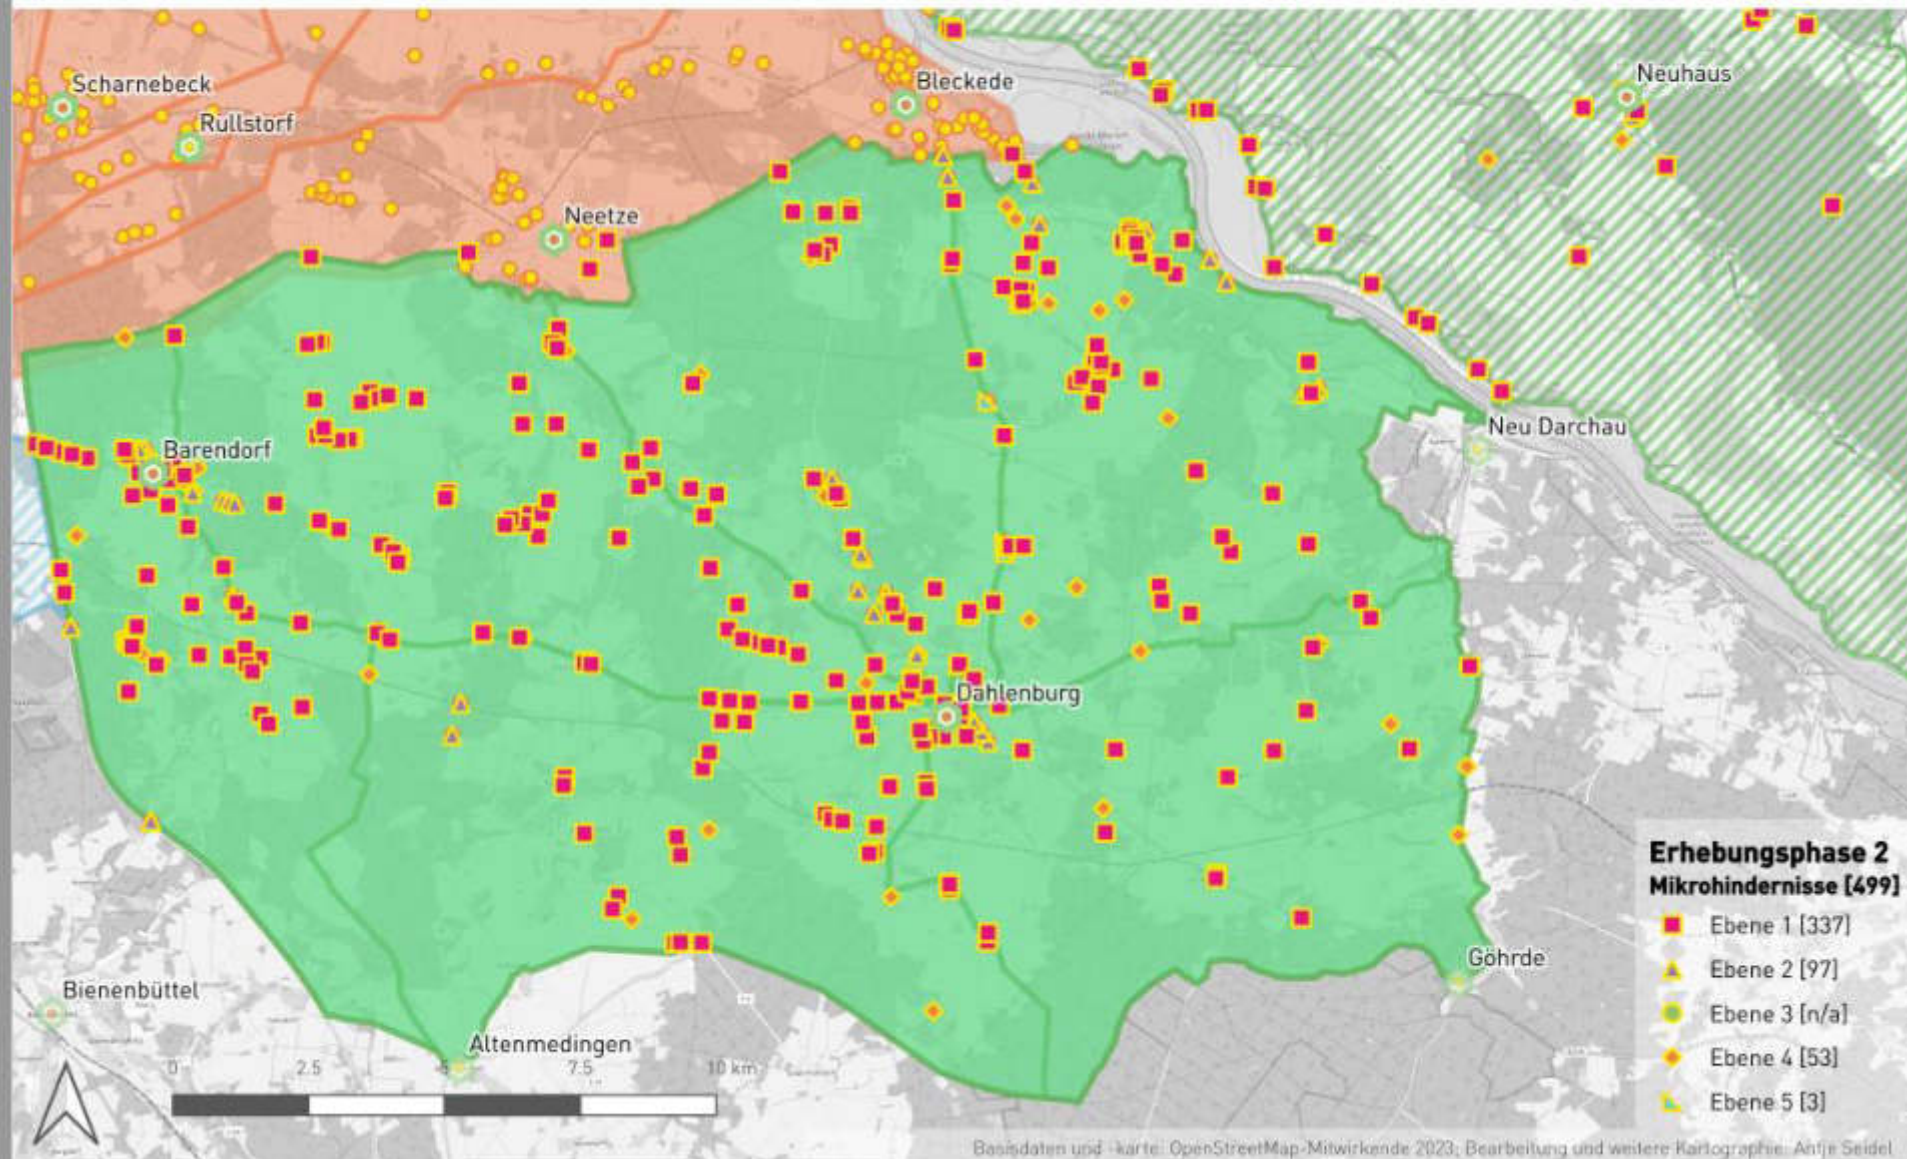 Scharnebeck
Bleckede
Neuhaus
Rullstorf
Neetze
Neu Darchau
Barendorf
Dahlenburg
Göhrde
Bienenbüttel
Altenmedingen
0 2.5 5 7.5 10 km
Erhebungsphase 2
Mikrohindernisse [499]
Ebene 1 [337]
Ebene 2 [97]
Ebene 3 [n/a]
Ebene 4 [53]
Ebene 5 [3]
Basisdaten und -karte: OpenStreetMap-Mitwirkende 2023; Bearbeitung und weitere Kartographie: Antje Seidel